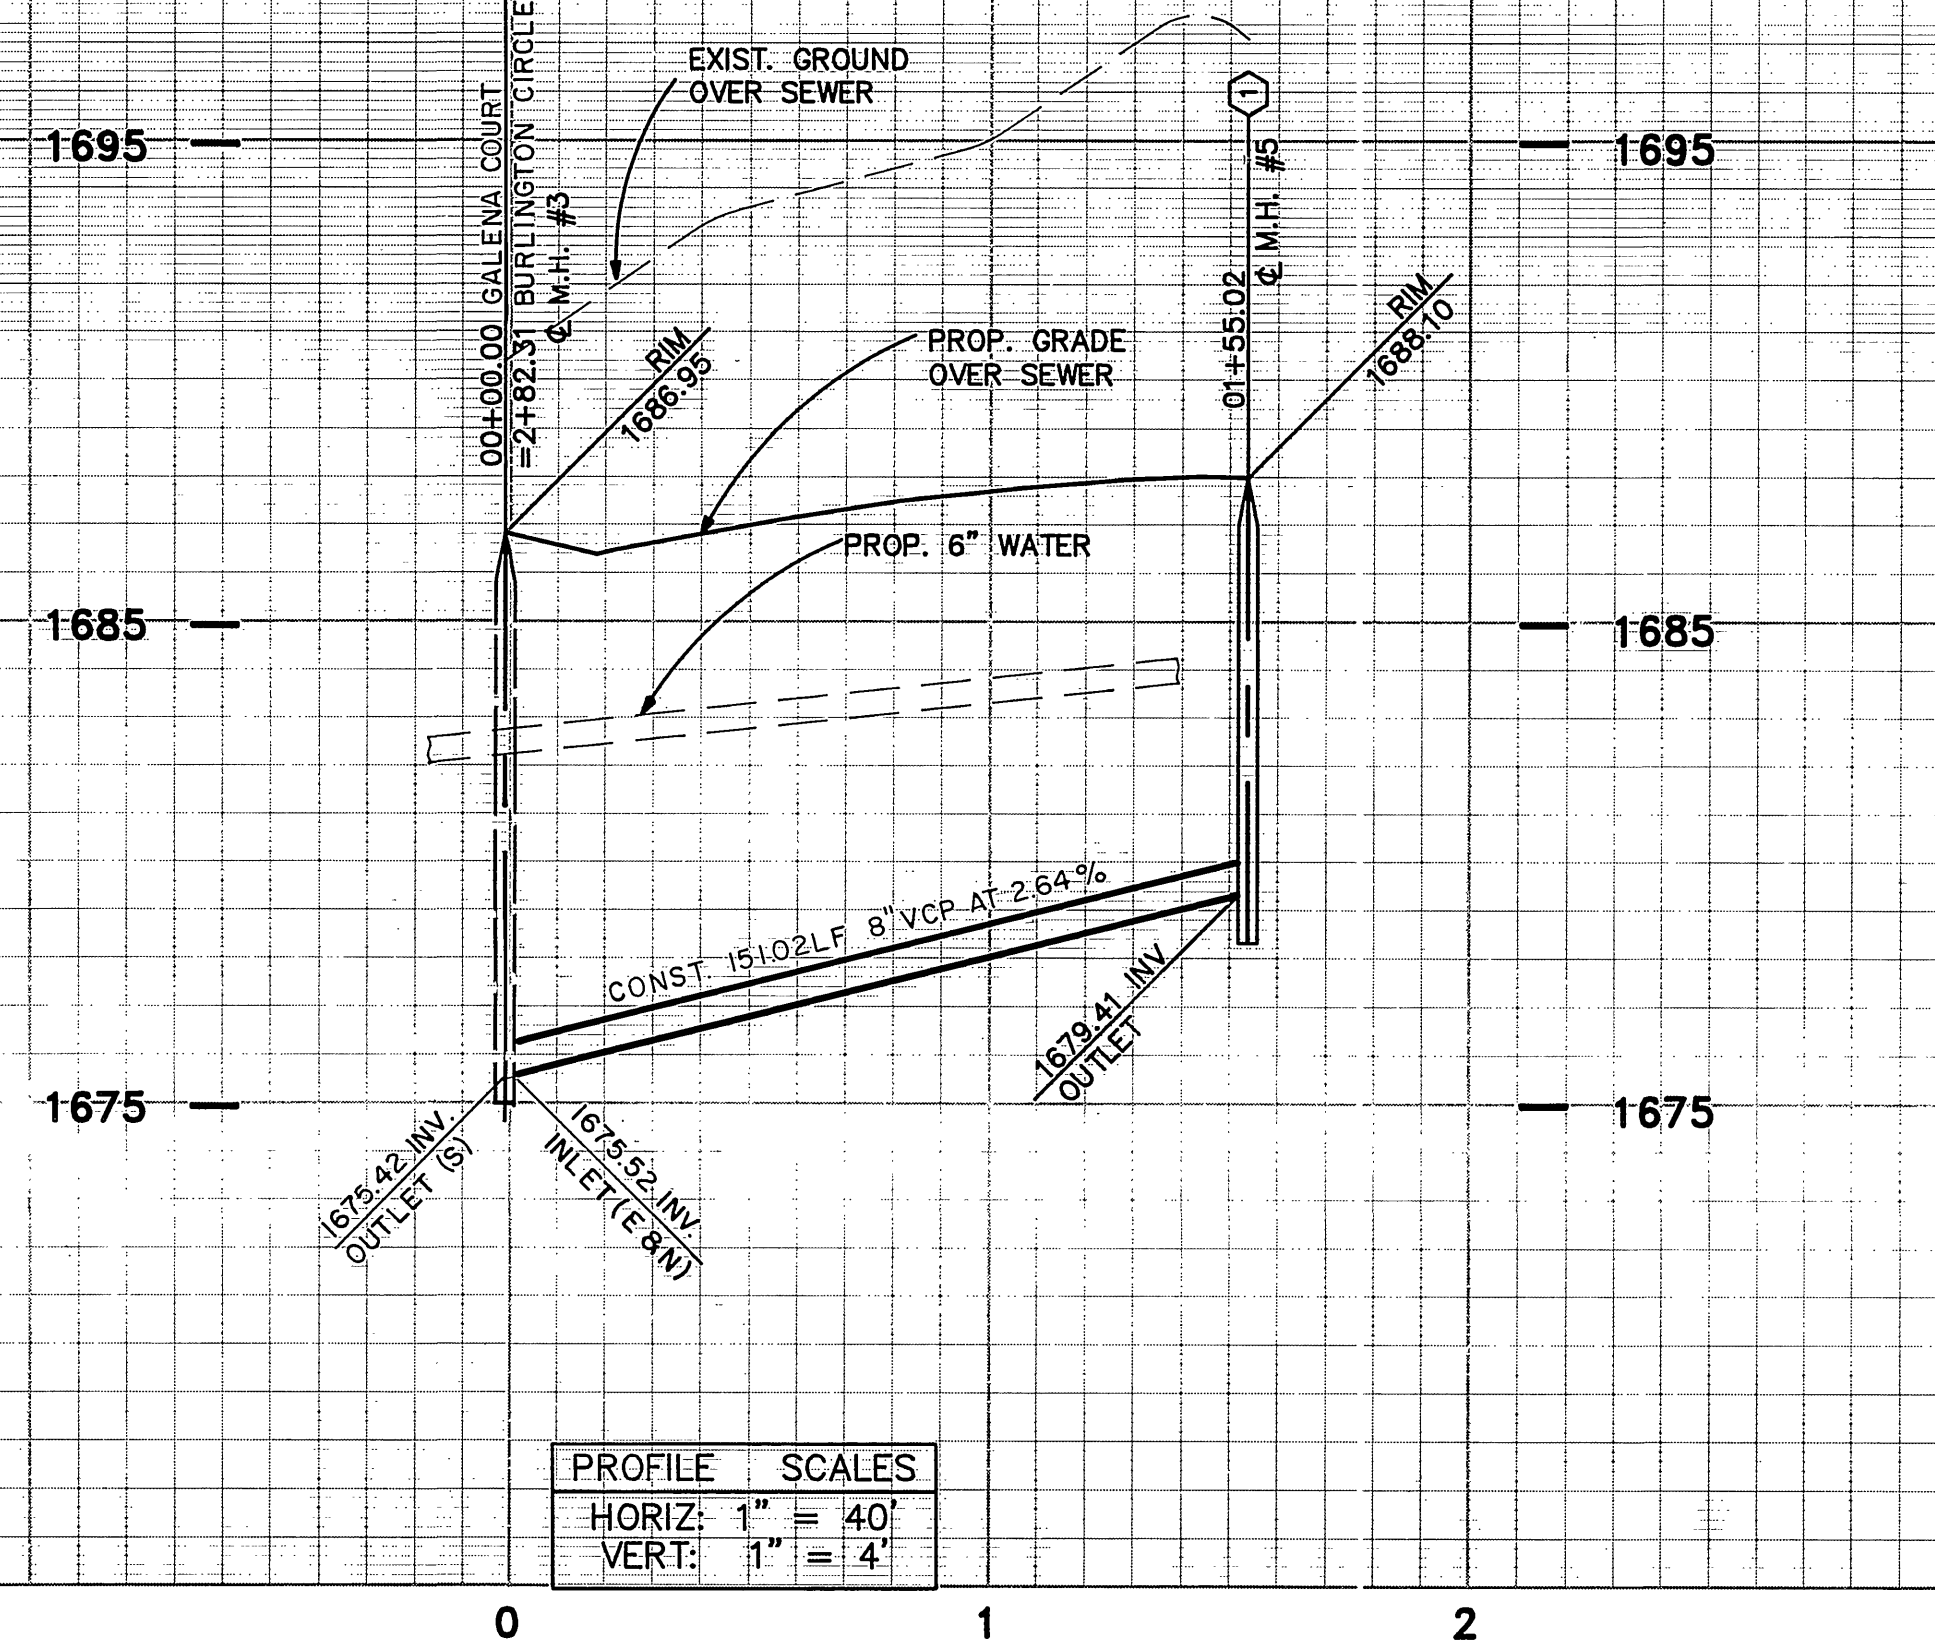 EXIST. GROUND
OVER SEWER
00+00.00 GALENA COURT
=2+82.31 BURLINGTON CIRCLE
℄ M.H. #3
1
01+55.02
℄ M.H. #5
1695
1695
RIM
1686.95
RIM
1688.10
PROP. GRADE
OVER SEWER
PROP. 6" WATER
1685
1685
CONST. 151.02LF 8" VCP AT 2.64%
1679.41 INV
OUTLET
1675
1675
1675.42 INV.
OUTLET (S)
1675.52 INV.
INLET (E &N)
PROFILE SCALES
HORIZ: 1" = 40'
VERT: 1" = 4'
0
1
2